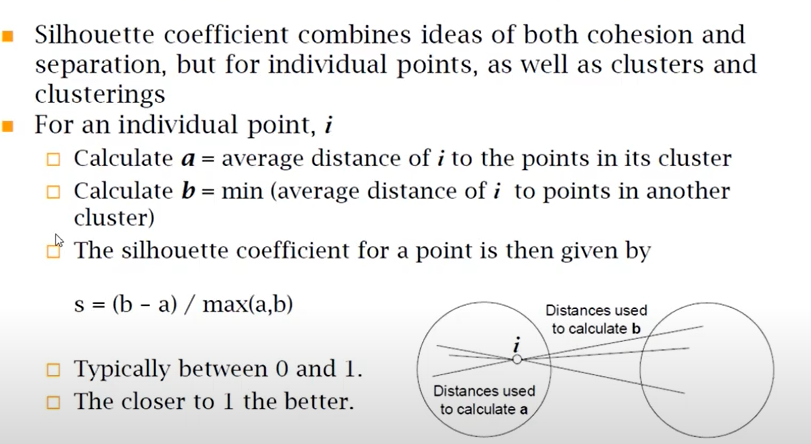 Silhouette coefficient combines ideas of both cohesion and
separation, but for individual points, as well as clusters and
clusterings
For an individual point, i
Calculate a = average distance of i to the points in its cluster
Calculate b = min (average distance of i to points in another
cluster)
The silhouette coefficient for a point is then given by
s = (b – a) / max(a,b)
Typically between 0 and 1.
The closer to 1 the better.
Distances used
to calculate b
i
Distances used
to calculate a